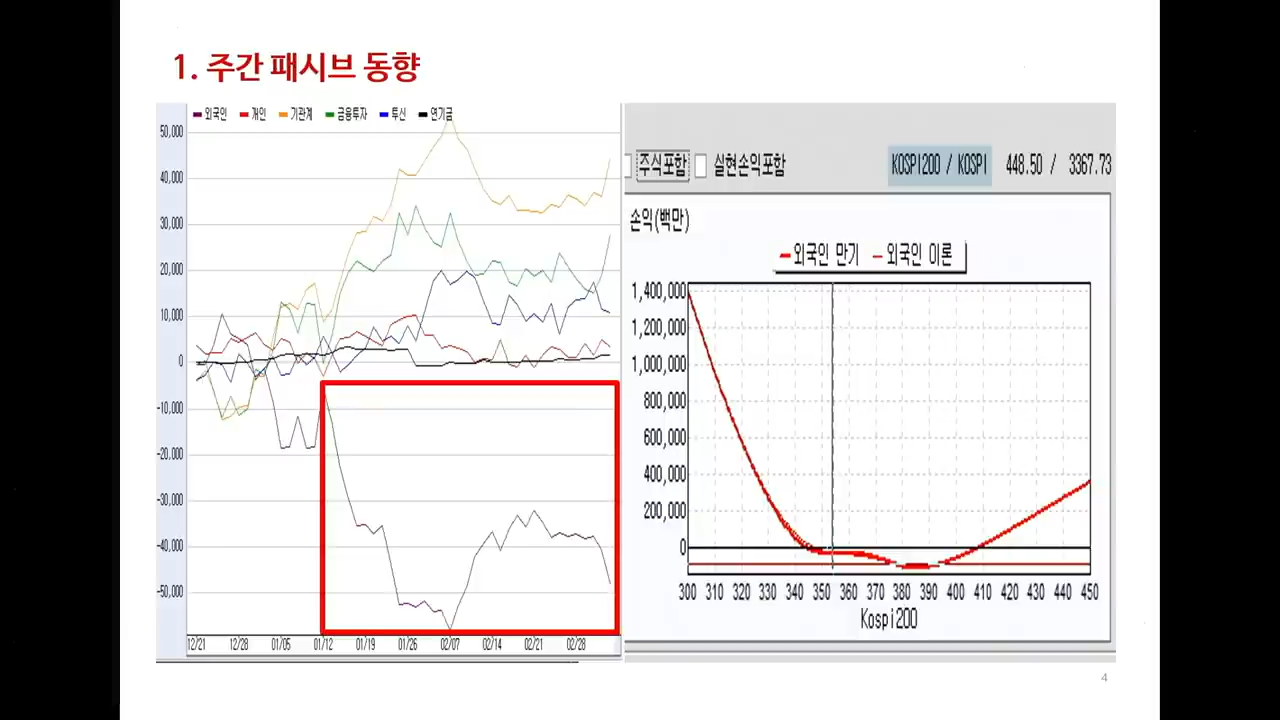 1. 주간 패시브 동향
외국인 개인 기관계 금융투자 투신 연기금
50,000
40,000
30,000
20,000
10,000
0
-10,000
-20,000
-30,000
-40,000
-50,000
12/21 12/28 01/05 01/12 01/19 01/26 02/07 02/14 02/21 02/28
주식포함 실현손익포함 KOSPI200 / KOSPI 448.50 / 3367.73
손익(백만)
외국인 만기 외국인 이론
1,400,000
1,200,000
1,000,000
800,000
600,000
400,000
200,000
0
300 310 320 330 340 350 360 370 380 390 400 410 420 430 440 450
Kospi200
4